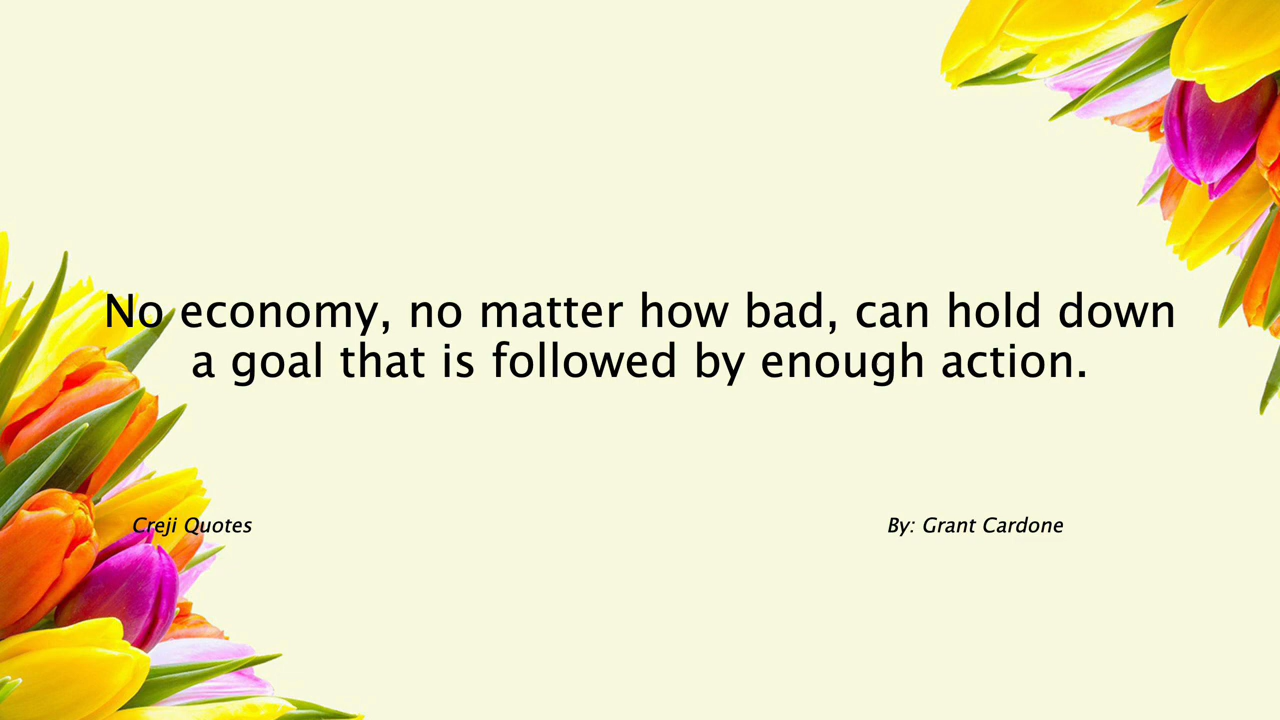 No economy, no matter how bad, can hold down
a goal that is followed by enough action.
Creji Quotes
By: Grant Cardone